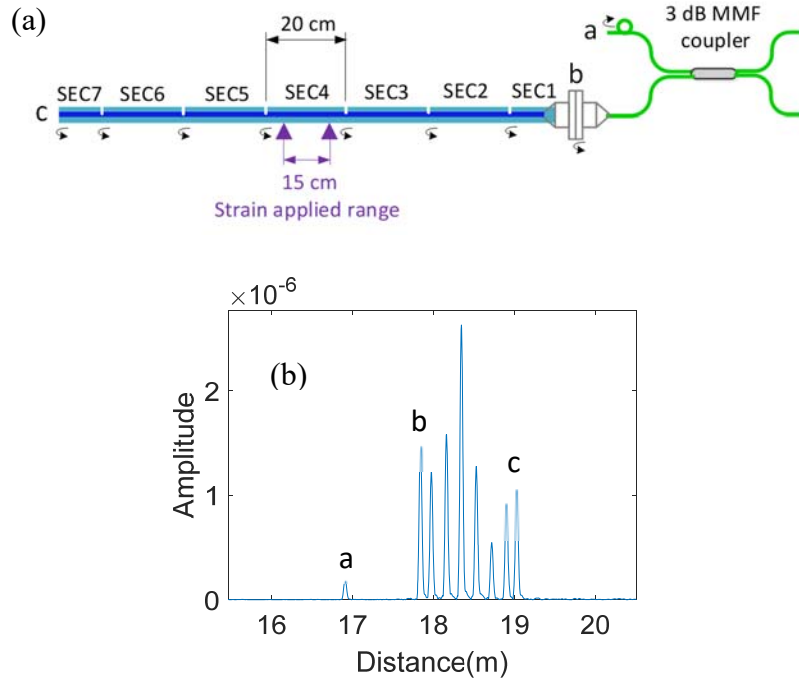 (a)
20 cm
a
3 dB MMF
coupler
b
SEC7 SEC6 SEC5 SEC4 SEC3 SEC2 SEC1
c
15 cm
Strain applied range
×10⁻⁶
(b)
2
1
0
Amplitude
a
b
c
16 17 18 19 20
Distance(m)